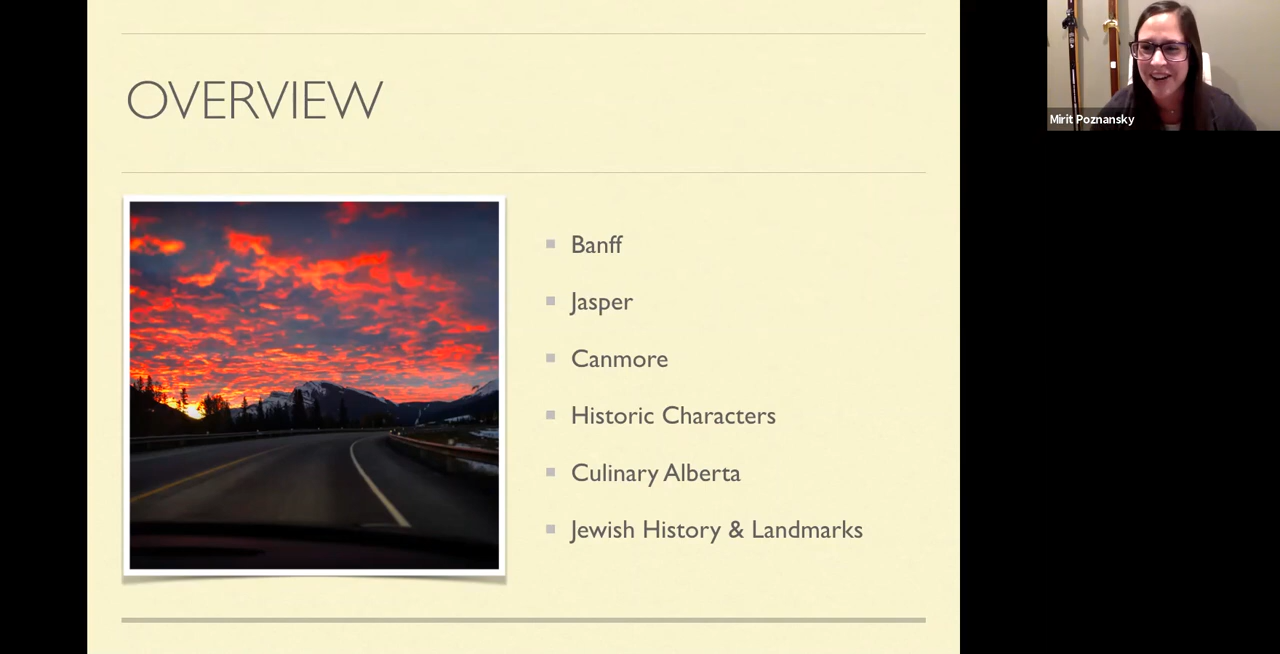 OVERVIEW
Banff
Jasper
Canmore
Historic Characters
Culinary Alberta
Jewish History & Landmarks
Mirit Poznansky